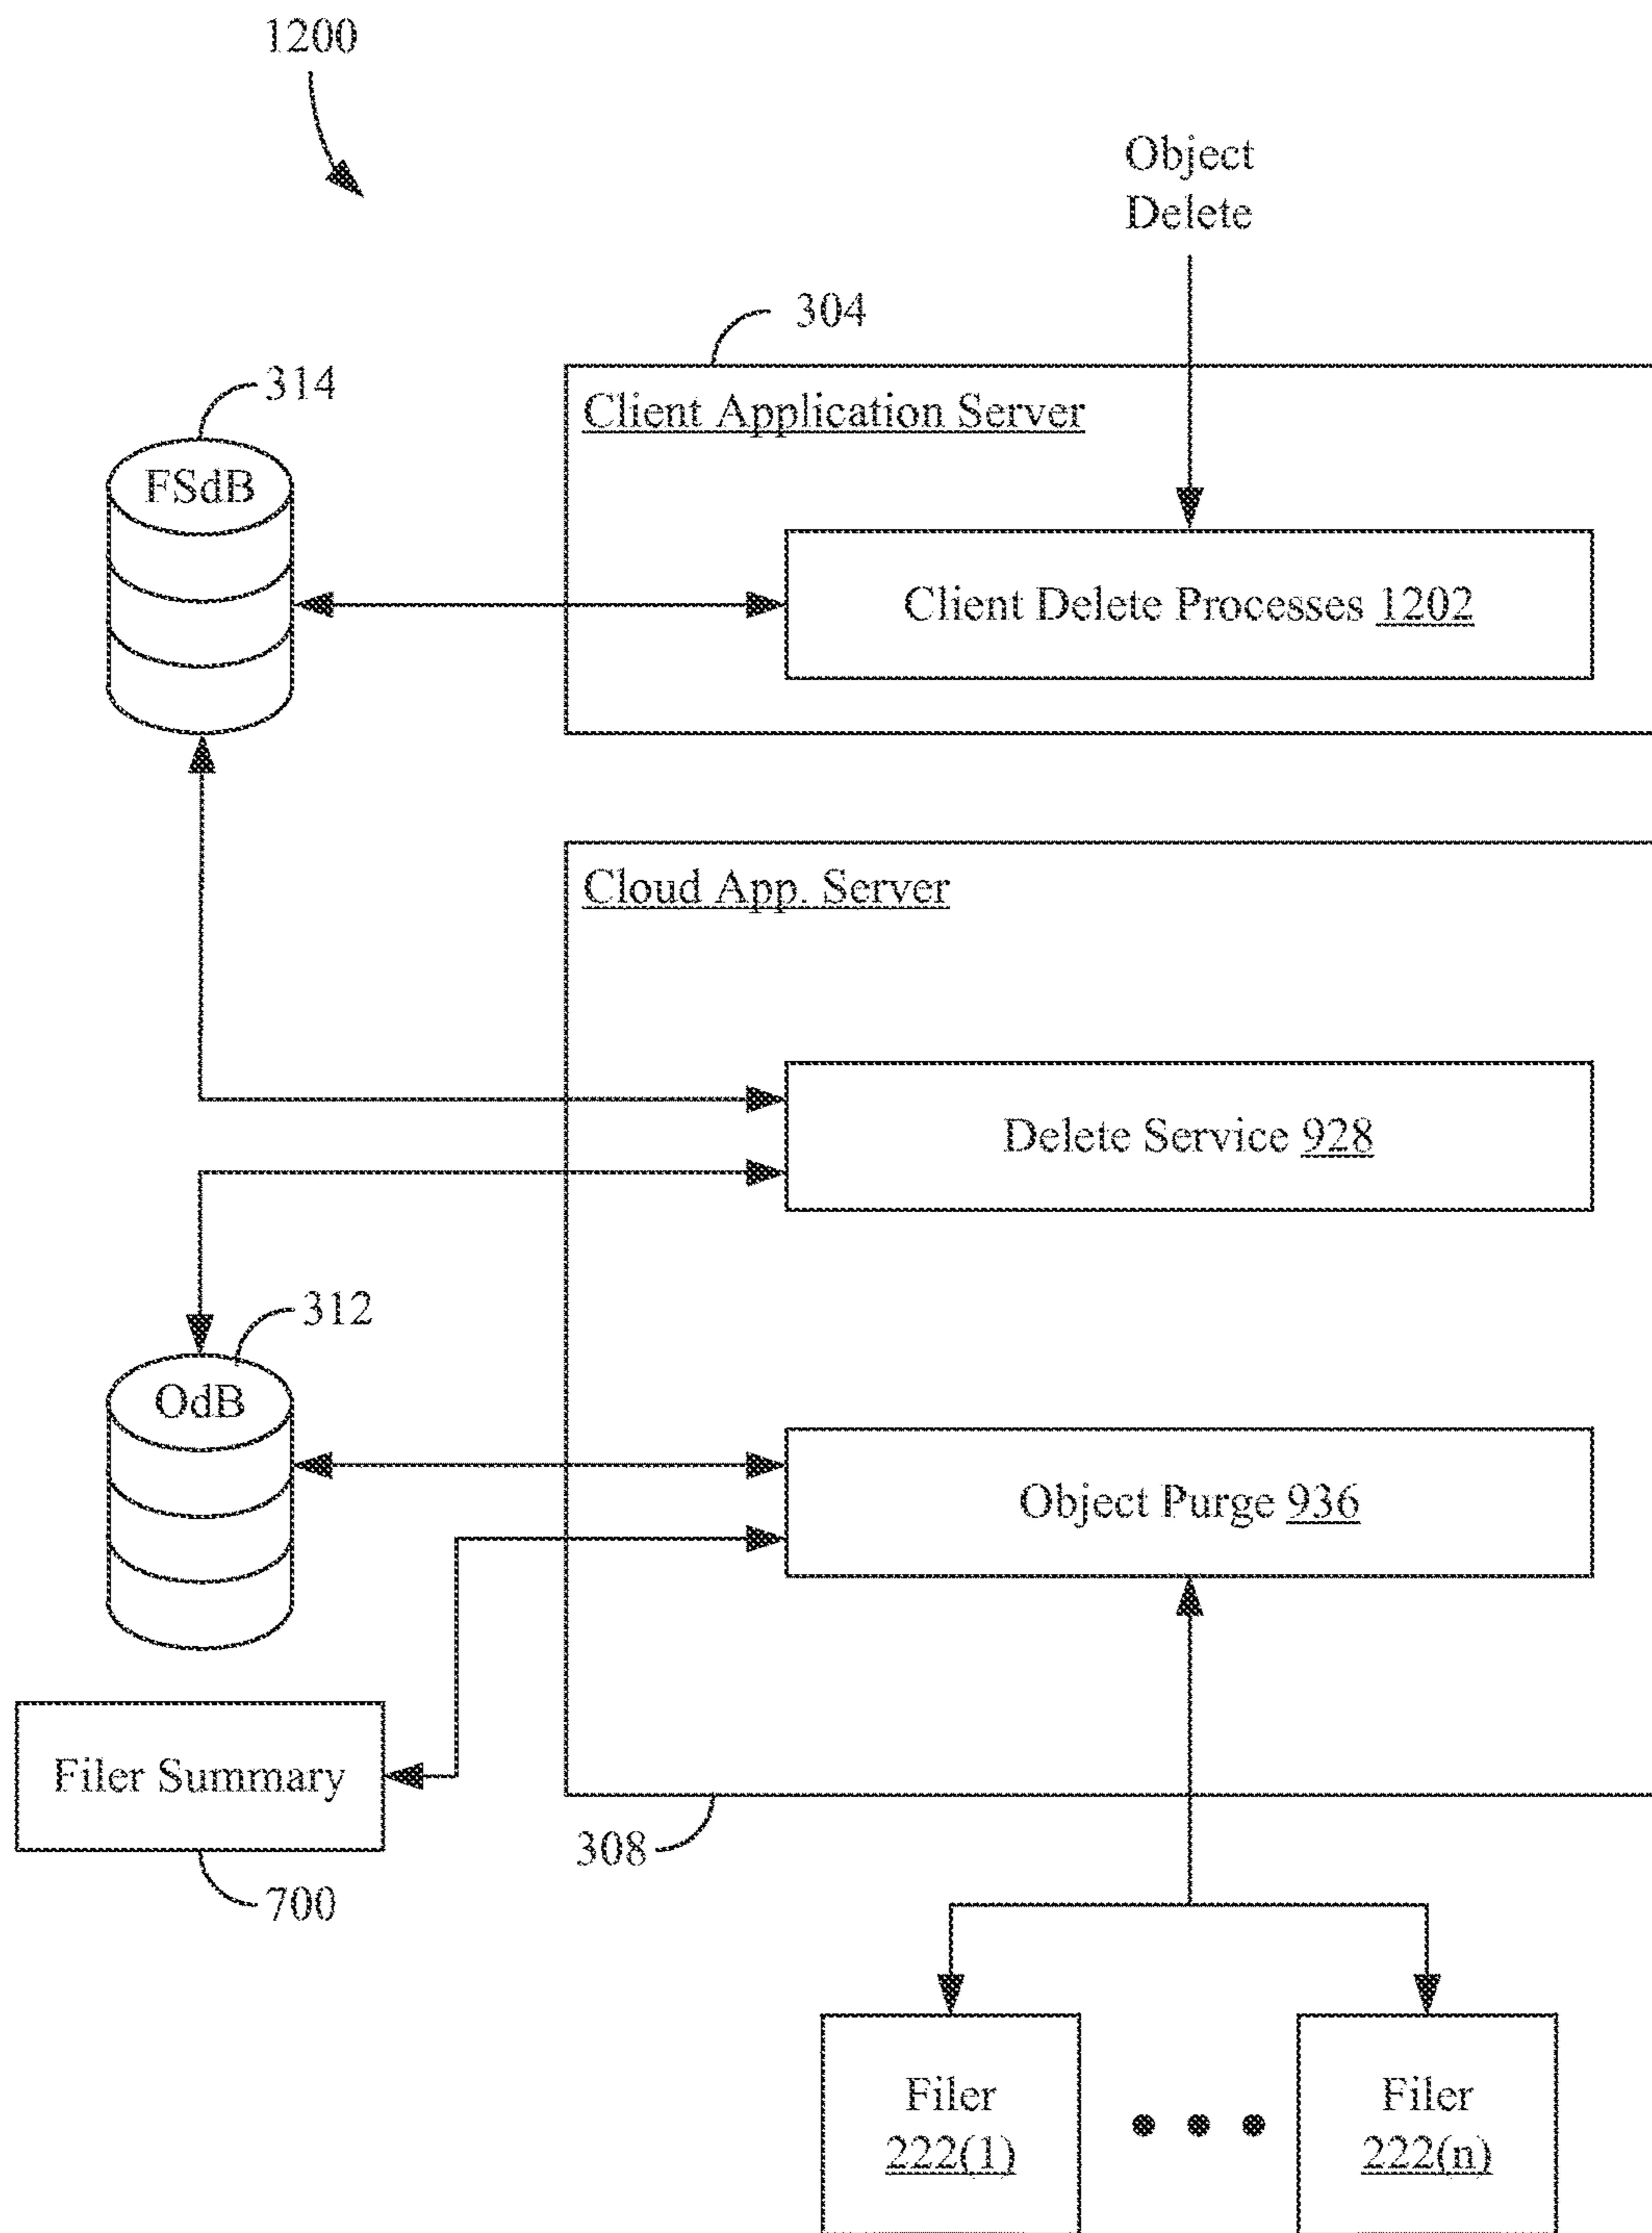 1200
Object
Delete
304
314
Client Application Server
FSdB
Client Delete Processes 1202
Cloud App. Server
Delete Service 928
312
OdB
Object Purge 936
Filer Summary
308
700
Filer
222(1)
Filer
222(n)